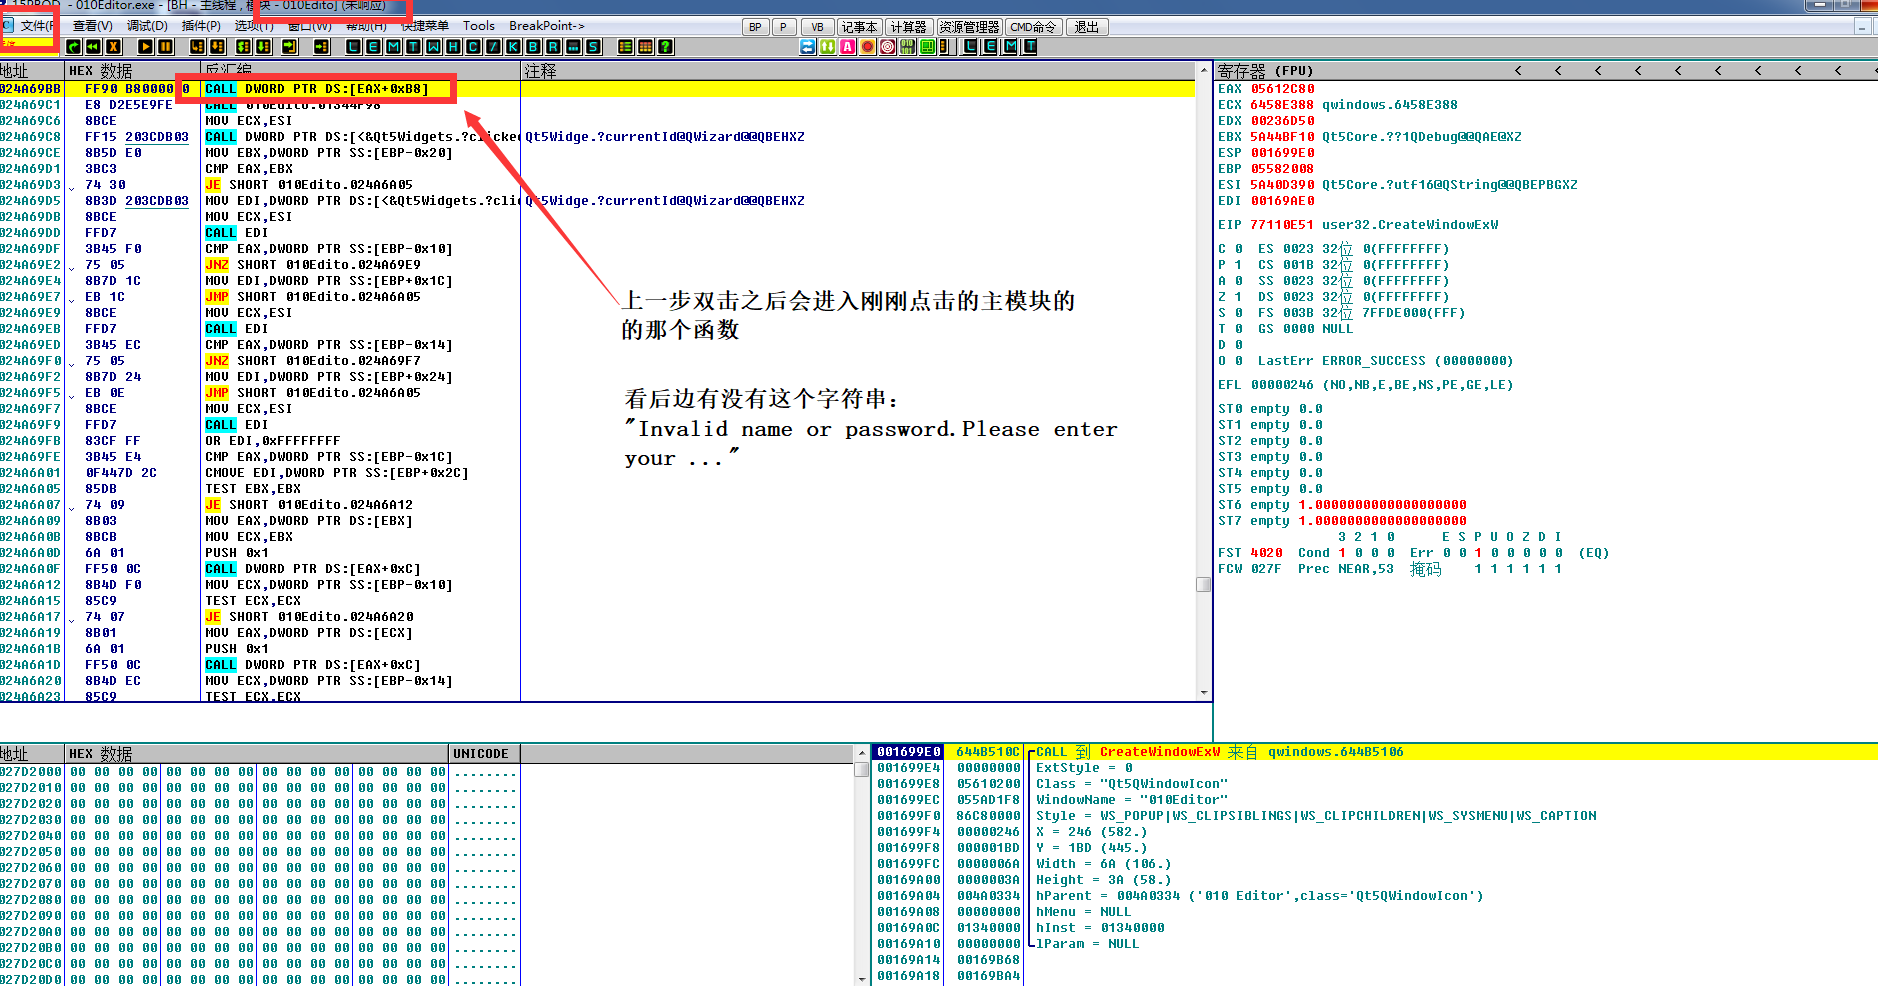 15PBOD - 010Editor.exe - [BH - 主线程, 模块 - 010Edito] (未响应)
C 文件(F 查看(V) 调试(D) 插件(P) 选项(T) 窗口(W) 帮助(H) 快捷菜单 Tools BreakPoint-> BP P VB 记事本 计算器 资源管理器 CMD命令 退出
L E M T W H C / K B R ... S ? A L E M T
地址 HEX 数据 反汇编 注释
024A69BB FF90 B8000000 CALL DWORD PTR DS:[EAX+0xB8]
024A69C1 E8 D2E5E9FE CALL 010Edito.01344F98
024A69C6 8BCE MOV ECX,ESI
024A69C8 FF15 203CDB03 CALL DWORD PTR DS:[<&Qt5Widgets.?clicked Qt5Widge.?currentId@QWizard@@QBEHXZ
024A69CE 8B5D E0 MOV EBX,DWORD PTR SS:[EBP-0x20]
024A69D1 3BC3 CMP EAX,EBX
024A69D3 74 30 JE SHORT 010Edito.024A6A05
024A69D5 8B3D 203CDB03 MOV EDI,DWORD PTR DS:[<&Qt5Widgets.?cli Qt5Widge.?currentId@QWizard@@QBEHXZ
024A69DB 8BCE MOV ECX,ESI
024A69DD FFD7 CALL EDI
024A69DF 3B45 F0 CMP EAX,DWORD PTR SS:[EBP-0x10]
024A69E2 75 05 JNZ SHORT 010Edito.024A69E9
024A69E4 8B7D 1C MOV EDI,DWORD PTR SS:[EBP+0x1C]
024A69E7 EB 1C JMP SHORT 010Edito.024A6A05
024A69E9 8BCE MOV ECX,ESI
024A69EB FFD7 CALL EDI
024A69ED 3B45 EC CMP EAX,DWORD PTR SS:[EBP-0x14]
024A69F0 75 05 JNZ SHORT 010Edito.024A69F7
024A69F2 8B7D 24 MOV EDI,DWORD PTR SS:[EBP+0x24]
024A69F5 EB 0E JMP SHORT 010Edito.024A6A05
024A69F7 8BCE MOV ECX,ESI
024A69F9 FFD7 CALL EDI
024A69FB 83CF FF OR EDI,0xFFFFFFFF
024A69FE 3B45 E4 CMP EAX,DWORD PTR SS:[EBP-0x1C]
024A6A01 0F447D 2C CMOVE EDI,DWORD PTR SS:[EBP+0x2C]
024A6A05 85DB TEST EBX,EBX
024A6A07 74 09 JE SHORT 010Edito.024A6A12
024A6A09 8B03 MOV EAX,DWORD PTR DS:[EBX]
024A6A0B 8BCB MOV ECX,EBX
024A6A0D 6A 01 PUSH 0x1
024A6A0F FF50 0C CALL DWORD PTR DS:[EAX+0xC]
024A6A12 8B4D F0 MOV ECX,DWORD PTR SS:[EBP-0x10]
024A6A15 85C9 TEST ECX,ECX
024A6A17 74 07 JE SHORT 010Edito.024A6A20
024A6A19 8B01 MOV EAX,DWORD PTR DS:[ECX]
024A6A1B 6A 01 PUSH 0x1
024A6A1D FF50 0C CALL DWORD PTR DS:[EAX+0xC]
024A6A20 8B4D EC MOV ECX,DWORD PTR SS:[EBP-0x14]
024A6A23 85C9 TEST ECX,ECX
上一步双击之后会进入刚刚点击的主模块的
的那个函数
看后边有没有这个字符串：
"Invalid name or password.Please enter
your ..."
寄存器 (FPU) < < < < < < < < <
EAX 05612C80
ECX 6458E388 qwindows.6458E388
EDX 00236D50
EBX 5A44BF10 Qt5Core.??1QDebug@@QAE@XZ
ESP 001699E0
EBP 05582008
ESI 5A40D390 Qt5Core.?utf16@QString@@QBEPBGXZ
EDI 00169AE0
EIP 77110E51 user32.CreateWindowExW
C 0 ES 0023 32位 0(FFFFFFFF)
P 1 CS 001B 32位 0(FFFFFFFF)
A 0 SS 0023 32位 0(FFFFFFFF)
Z 1 DS 0023 32位 0(FFFFFFFF)
S 0 FS 003B 32位 7FFDE000(FFF)
T 0 GS 0000 NULL
D 0
O 0 LastErr ERROR_SUCCESS (00000000)
EFL 00000246 (NO,NB,E,BE,NS,PE,GE,LE)
ST0 empty 0.0
ST1 empty 0.0
ST2 empty 0.0
ST3 empty 0.0
ST4 empty 0.0
ST5 empty 0.0
ST6 empty 1.0000000000000000000
ST7 empty 1.0000000000000000000
3 2 1 0 E S P U O Z D I
FST 4020 Cond 1 0 0 0 Err 0 0 1 0 0 0 0 0 (EQ)
FCW 027F Prec NEAR,53 掩码 1 1 1 1 1 1
地址 HEX 数据 UNICODE
027D2000 00 00 00 00 00 00 00 00 00 00 00 00 00 00 00 00 ........
027D2010 00 00 00 00 00 00 00 00 00 00 00 00 00 00 00 00 ........
027D2020 00 00 00 00 00 00 00 00 00 00 00 00 00 00 00 00 ........
027D2030 00 00 00 00 00 00 00 00 00 00 00 00 00 00 00 00 ........
027D2040 00 00 00 00 00 00 00 00 00 00 00 00 00 00 00 00 ........
027D2050 00 00 00 00 00 00 00 00 00 00 00 00 00 00 00 00 ........
027D2060 00 00 00 00 00 00 00 00 00 00 00 00 00 00 00 00 ........
027D2070 00 00 00 00 00 00 00 00 00 00 00 00 00 00 00 00 ........
027D2080 00 00 00 00 00 00 00 00 00 00 00 00 00 00 00 00 ........
027D2090 00 00 00 00 00 00 00 00 00 00 00 00 00 00 00 00 ........
027D20A0 00 00 00 00 00 00 00 00 00 00 00 00 00 00 00 00 ........
027D20B0 00 00 00 00 00 00 00 00 00 00 00 00 00 00 00 00 ........
027D20C0 00 00 00 00 00 00 00 00 00 00 00 00 00 00 00 00 ........
027D20D0 00 00 00 00 00 00 00 00 00 00 00 00 00 00 00 00 ........
001699E0 644B510C CALL 到 CreateWindowExW 来自 qwindows.644B5106
001699E4 00000000 ExtStyle = 0
001699E8 05610200 Class = "Qt5QWindowIcon"
001699EC 055AD1F8 WindowName = "010Editor"
001699F0 86C80000 Style = WS_POPUP|WS_CLIPSIBLINGS|WS_CLIPCHILDREN|WS_SYSMENU|WS_CAPTION
001699F4 00000246 X = 246 (582.)
001699F8 000001BD Y = 1BD (445.)
001699FC 0000006A Width = 6A (106.)
00169A00 0000003A Height = 3A (58.)
00169A04 004A0334 hParent = 004A0334 ('010 Editor',class='Qt5QWindowIcon')
00169A08 00000000 hMenu = NULL
00169A0C 01340000 hInst = 01340000
00169A10 00000000 lParam = NULL
00169A14 00169B68
00169A18 00169BA4